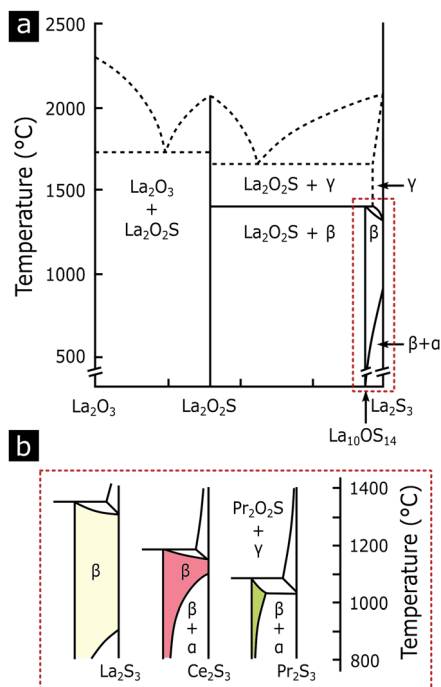 a
Temperature (°C)
2500
2000
1500
1000
500
La₂O₃
+
La₂O₂S
La₂O₂S + γ
γ
La₂O₂S + β
β
β+α
La₂O₃
La₂O₂S
La₂S₃
La₁₀OS₁₄
b
β
β
β
+
α
Pr₂O₂S
+
γ
β
+
α
La₂S₃
Ce₂S₃
Pr₂S₃
1400
1200
1000
800
Temperature (°C)